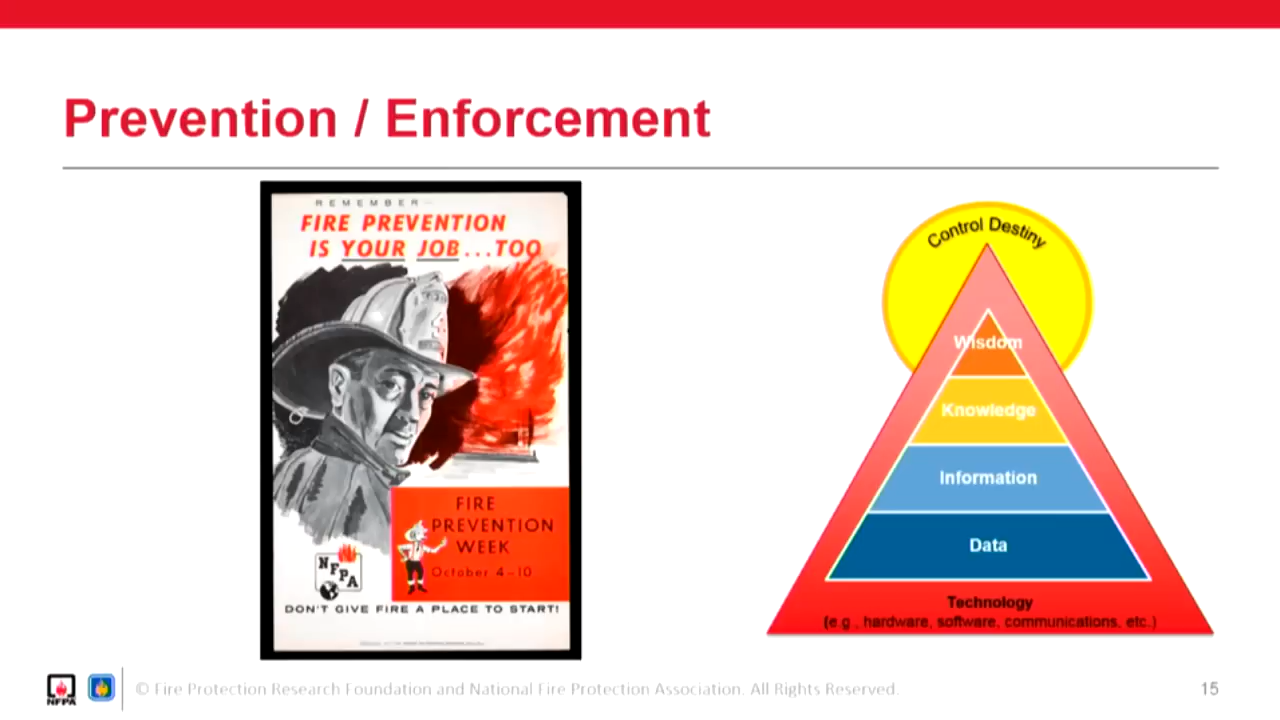 Prevention / Enforcement
REMEMBER—
FIRE PREVENTION
IS YOUR JOB...TOO
FIRE
PREVENTION
WEEK
October 4–10
NFPA
DON'T GIVE FIRE A PLACE TO START!
Control Destiny
Wisdom
Knowledge
Information
Data
Technology
(e.g., hardware, software, communications, etc.)
NFPA
© Fire Protection Research Foundation and National Fire Protection Association. All Rights Reserved.
15